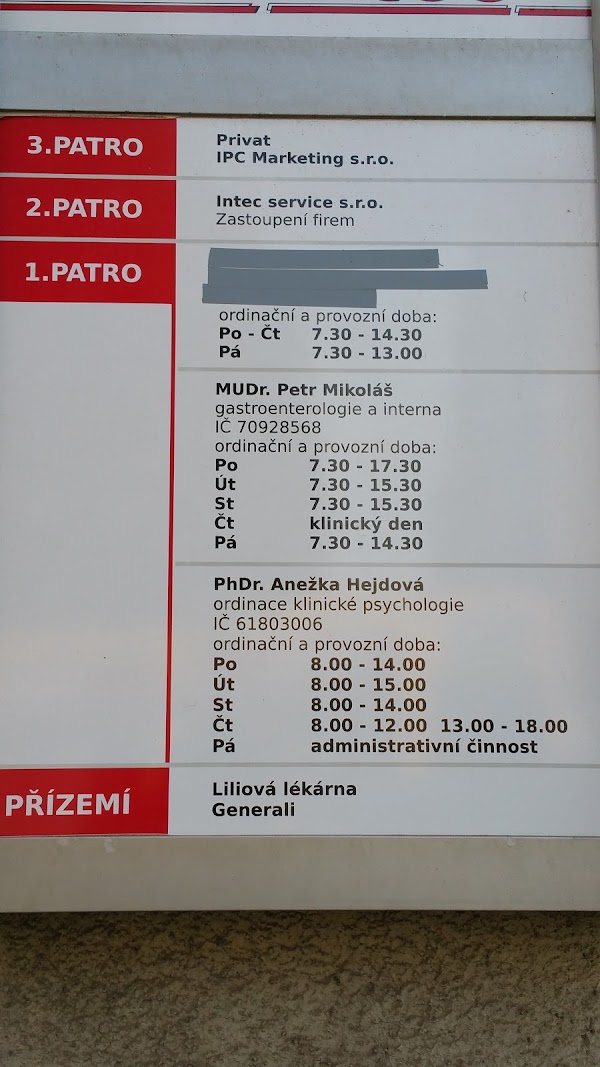 3.PATRO
Privat
IPC Marketing s.r.o.
2.PATRO
Intec service s.r.o.
Zastoupení firem
1.PATRO
ordinační a provozní doba:
Po - Čt 7.30 - 14.30
Pá 7.30 - 13.00
MUDr. Petr Mikoláš
gastroenterologie a interna
IČ 70928568
ordinační a provozní doba:
Po 7.30 - 17.30
Út 7.30 - 15.30
St 7.30 - 15.30
Čt klinický den
Pá 7.30 - 14.30
PhDr. Anežka Hejdová
ordinace klinické psychologie
IČ 61803006
ordinační a provozní doba:
Po 8.00 - 14.00
Út 8.00 - 15.00
St 8.00 - 14.00
Čt 8.00 - 12.00 13.00 - 18.00
Pá administrativní činnost
PŘÍZEMÍ
Liliová lékárna
Generali